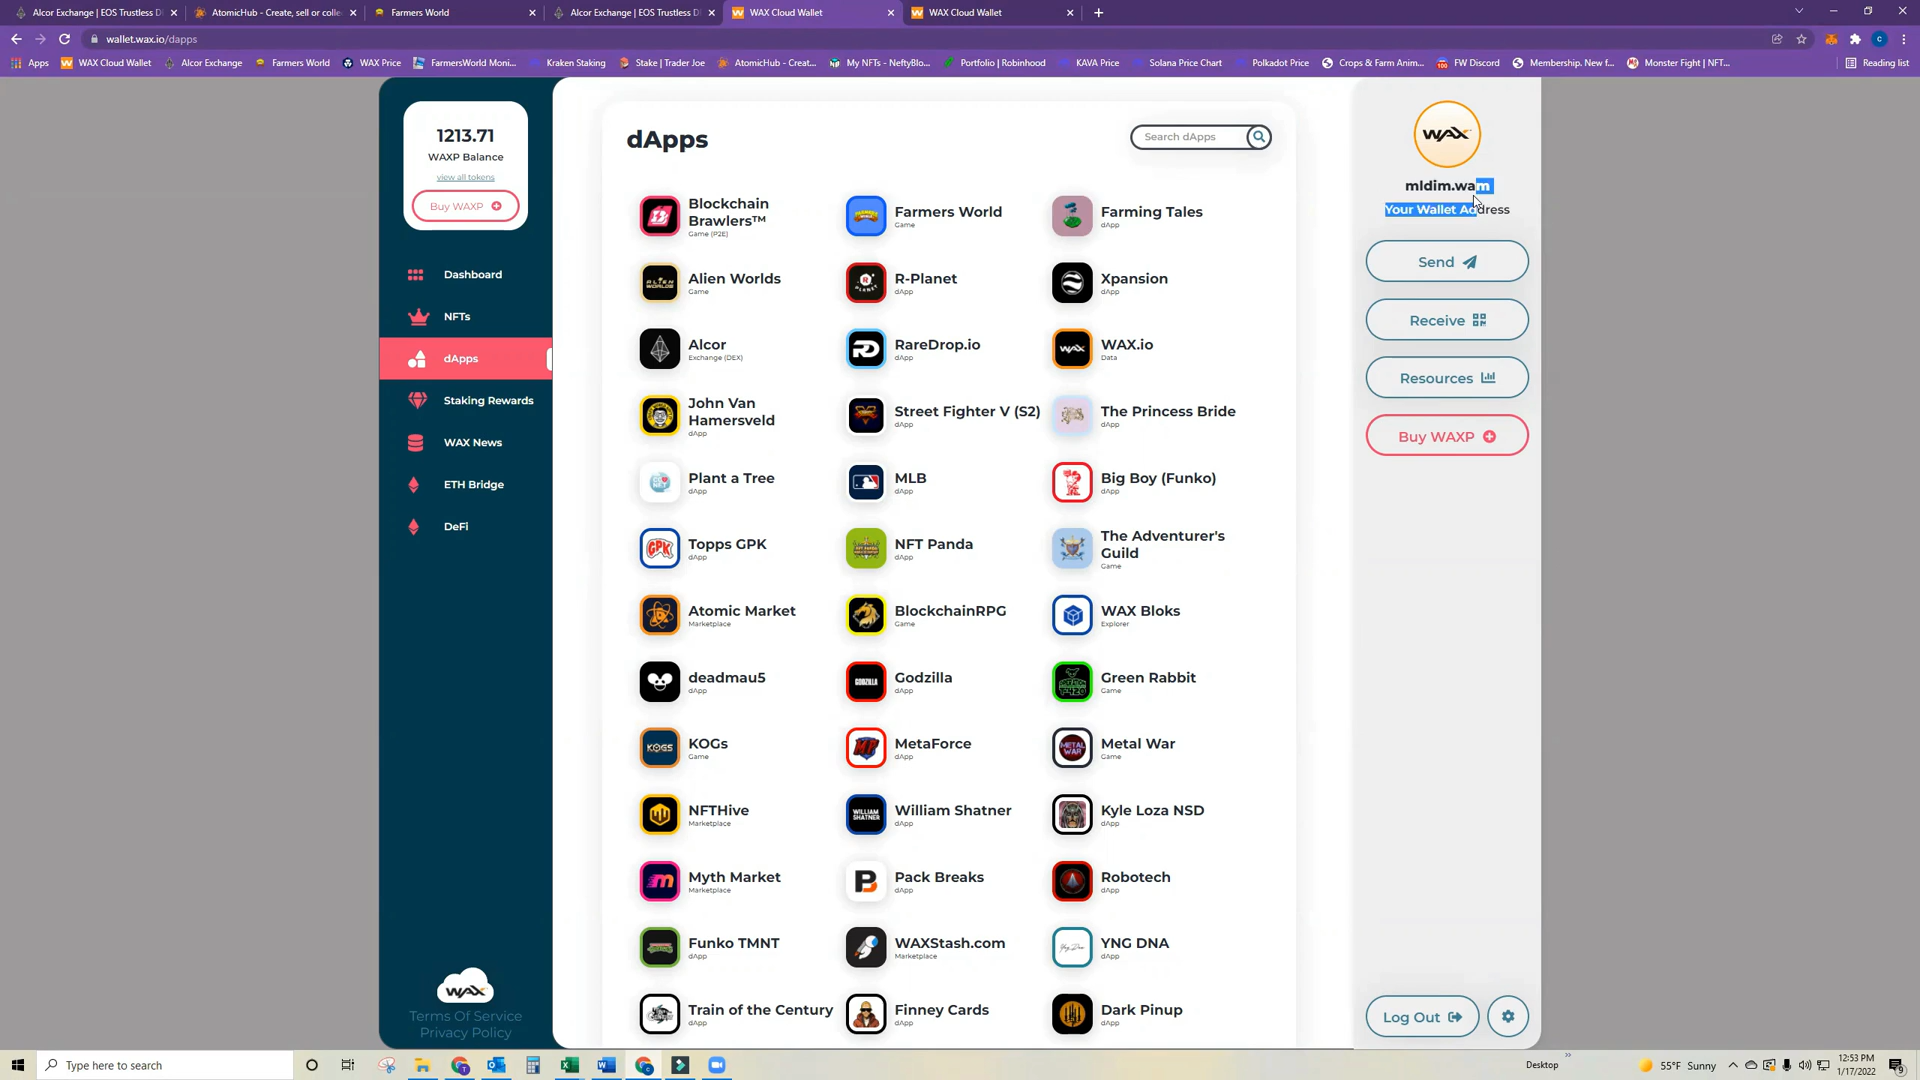 Alcor Exchange | EOS Trustless D
AtomicHub - Create, sell or colle
Farmers World
Alcor Exchange | EOS Trustless D
WAX Cloud Wallet
WAX Cloud Wallet
wallet.wax.io/dapps
Apps
WAX Cloud Wallet
Alcor Exchange
Farmers World
WAX Price
FarmersWorld Moni...
Kraken Staking
Stake | Trader Joe
AtomicHub - Creat...
My NFTs - NeftyBlo...
Portfolio | Robinhood
KAVA Price
Solana Price Chart
Polkadot Price
Crops & Farm Anim...
FW Discord
Membership. New f...
Monster Fight | NFT...
Reading list
1213.71
WAXP Balance
view all tokens
Buy WAXP
Dashboard
NFTs
dApps
Staking Rewards
WAX News
ETH Bridge
DeFi
WAX
Terms Of Service
Privacy Policy
dApps
Search dApps
Blockchain
Brawlers™
Game (P2E)
Farmers World
Game
Farming Tales
dApp
Alien Worlds
Game
R-Planet
dApp
Xpansion
dApp
Alcor
Exchange (DEX)
RareDrop.io
dApp
WAX.io
Data
John Van
Hamersveld
dApp
Street Fighter V (S2)
dApp
The Princess Bride
dApp
Plant a Tree
dApp
MLB
dApp
Big Boy (Funko)
dApp
Topps GPK
dApp
NFT Panda
dApp
The Adventurer's
Guild
Game
Atomic Market
Marketplace
BlockchainRPG
Game
WAX Bloks
Explorer
deadmau5
dApp
Godzilla
dApp
Green Rabbit
Game
KOGs
Game
MetaForce
dApp
Metal War
Game
NFTHive
Marketplace
William Shatner
dApp
Kyle Loza NSD
dApp
Myth Market
Marketplace
Pack Breaks
dApp
Robotech
dApp
Funko TMNT
dApp
WAXStash.com
Marketplace
YNG DNA
dApp
Train of the Century
dApp
Finney Cards
dApp
Dark Pinup
dApp
WAX
mldim.wam
Your Wallet Address
Send
Receive
Resources
Buy WAXP
Log Out
Type here to search
Desktop
55°F Sunny
12:53 PM
1/17/2022